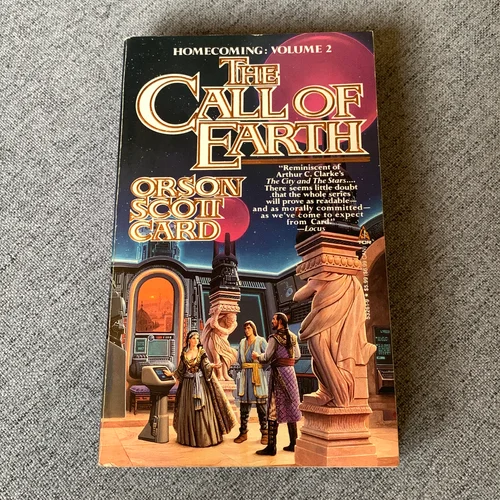 HOMECOMING: VOLUME 2
THE
CALL OF
EARTH
ORSON
SCOTT
CARD
"Reminiscent of
Arthur C. Clarke's
The City and The Stars....
There seems little doubt
that the whole series
will prove as readable—
and as morally committed—
as we've come to expect
from Card."
—Locus
TOR